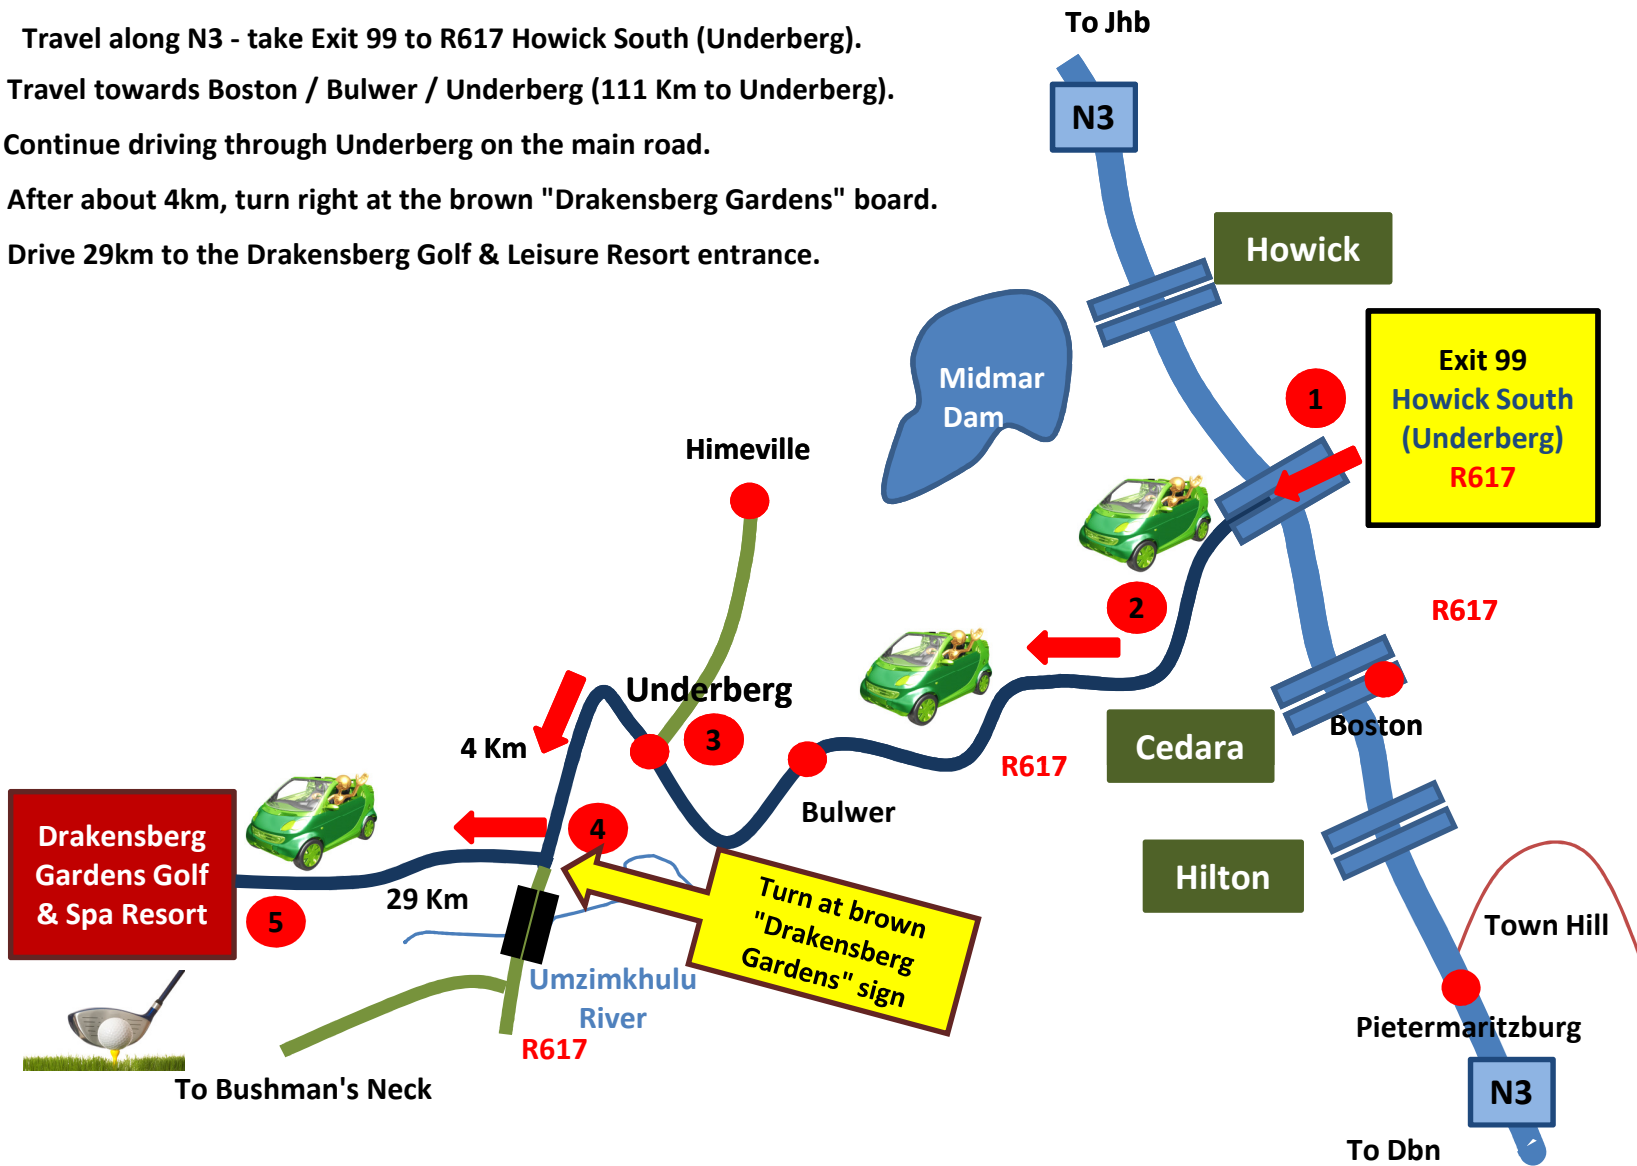 Travel along N3 - take Exit 99 to R617 Howick South (Underberg).
Travel towards Boston / Bulwer / Underberg (111 Km to Underberg).
Continue driving through Underberg on the main road.
After about 4km, turn right at the brown "Drakensberg Gardens" board.
Drive 29km to the Drakensberg Golf & Leisure Resort entrance.
To Jhb
N3
Howick
Exit 99
Howick South
(Underberg)
R617
1
Midmar
Dam
Himeville
2
R617
Underberg
3
4 Km
Boston
Cedara
R617
Bulwer
4
Drakensberg
Gardens Golf
& Spa Resort
29 Km
5
Turn at brown
"Drakensberg
Gardens" sign
Hilton
Town Hill
Umzimkhulu
River
R617
Pietermaritzburg
To Bushman's Neck
N3
To Dbn